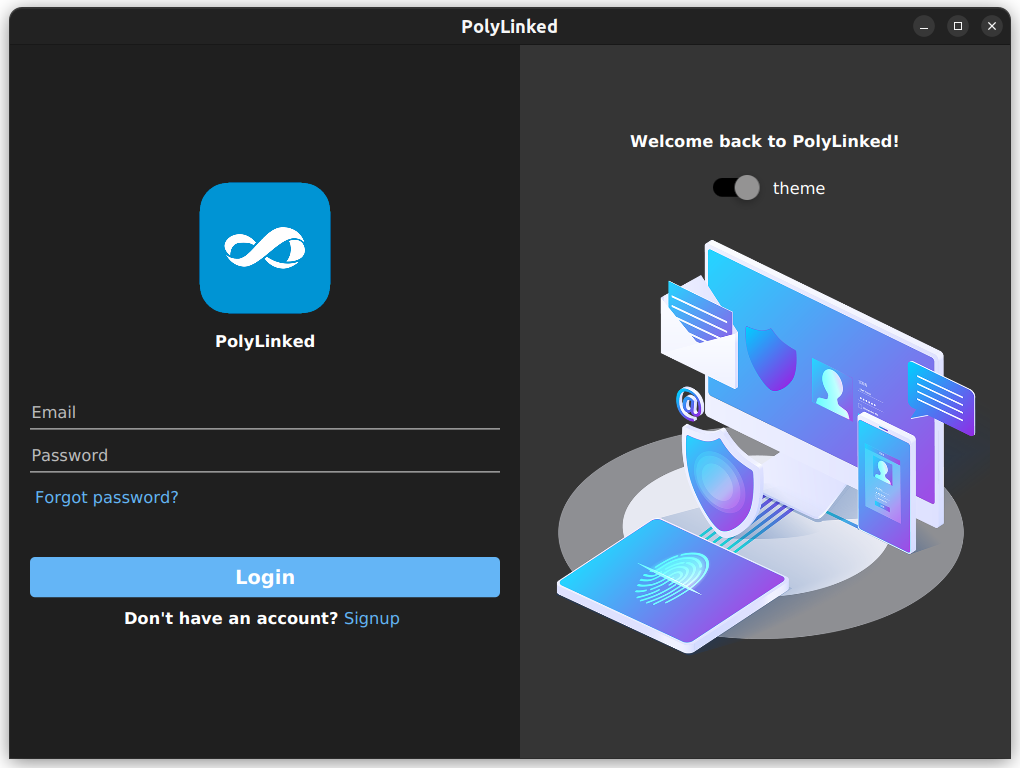 PolyLinked
PolyLinked
Email
Password
Forgot password?
Login
Don't have an account? Signup
Welcome back to PolyLinked!
theme
@